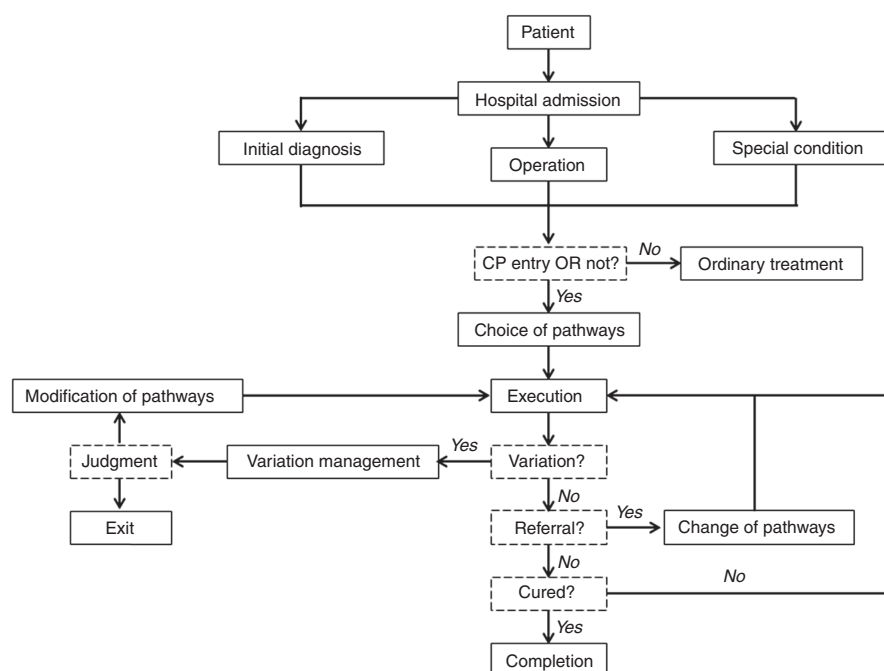 Patient
Hospital admission
Initial diagnosis
Operation
Special condition
CP entry OR not?
No
Ordinary treatment
Yes
Choice of pathways
Modification of pathways
Execution
Judgment
Variation management
Yes
Variation?
No
Exit
Referral?
Yes
Change of pathways
No
Cured?
No
Yes
Completion